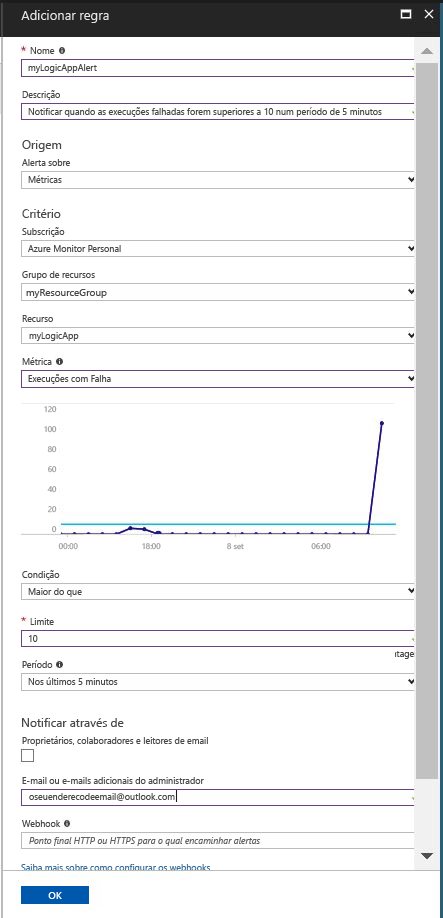 Adicionar regra
* Nome
myLogicAppAlert
Descrição
Notificar quando as execuções falhadas forem superiores a 10 num período de 5 minutos
Origem
Alerta sobre
Métricas
Critério
Subscrição
Azure Monitor Personal
Grupo de recursos
myResourceGroup
Recurso
myLogicApp
Métrica
Execuções com Falha
120
100
80
60
40
20
0
00:00 18:00 8 set 06:00
Condição
Maior do que
* Limite
10
Período
Nos últimos 5 minutos
Notificar através de
Proprietários, colaboradores e leitores de email
E-mail ou e-mails adicionais do administrador
oseuenderecodeemail@outlook.com
Webhook
Ponto final HTTP ou HTTPS para o qual encaminhar alertas
Saiba mais sobre como configurar os webhooks
OK